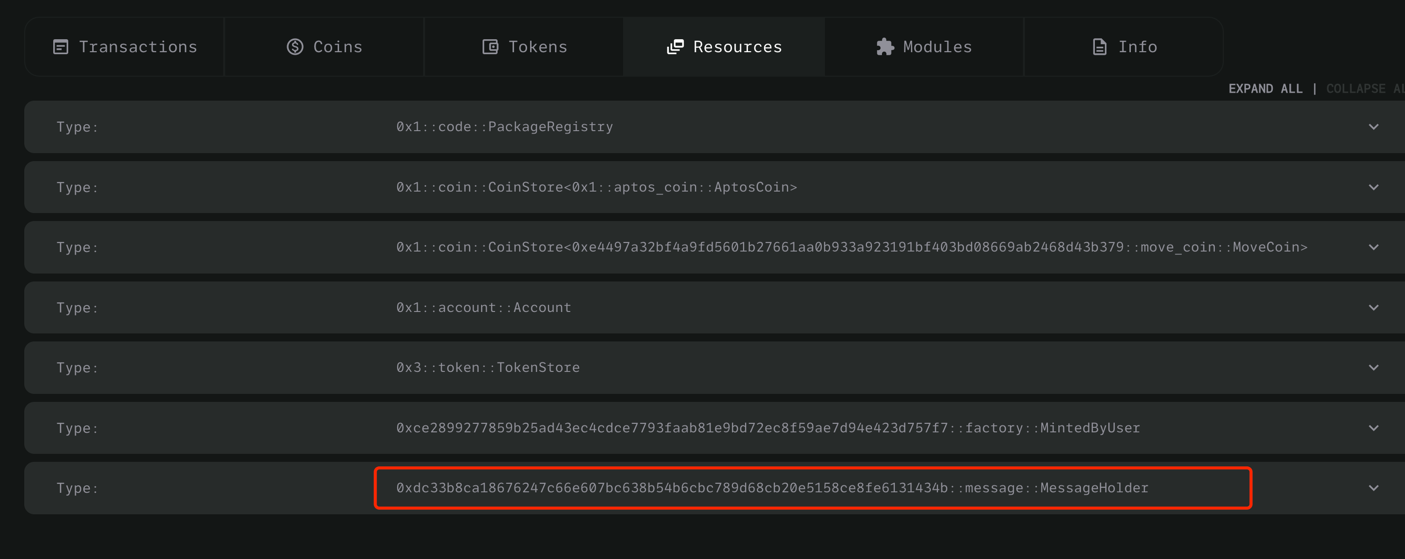 Transactions
Coins
Tokens
Resources
Modules
Info
EXPAND ALL | COLLAPSE AL
Type: 0x1::code::PackageRegistry
Type: 0x1::coin::CoinStore<0x1::aptos_coin::AptosCoin>
Type: 0x1::coin::CoinStore<0xe4497a32bf4a9fd5601b27661aa0b933a923191bf403bd08669ab2468d43b379::move_coin::MoveCoin>
Type: 0x1::account::Account
Type: 0x3::token::TokenStore
Type: 0xce2899277859b25ad43ec4cdce7793faab81e9bd72ec8f59ae7d94e423d757f7::factory::MintedByUser
Type: 0xdc33b8ca18676247c66e607bc638b54b6cbc789d68cb20e5158ce8fe6131434b::message::MessageHolder